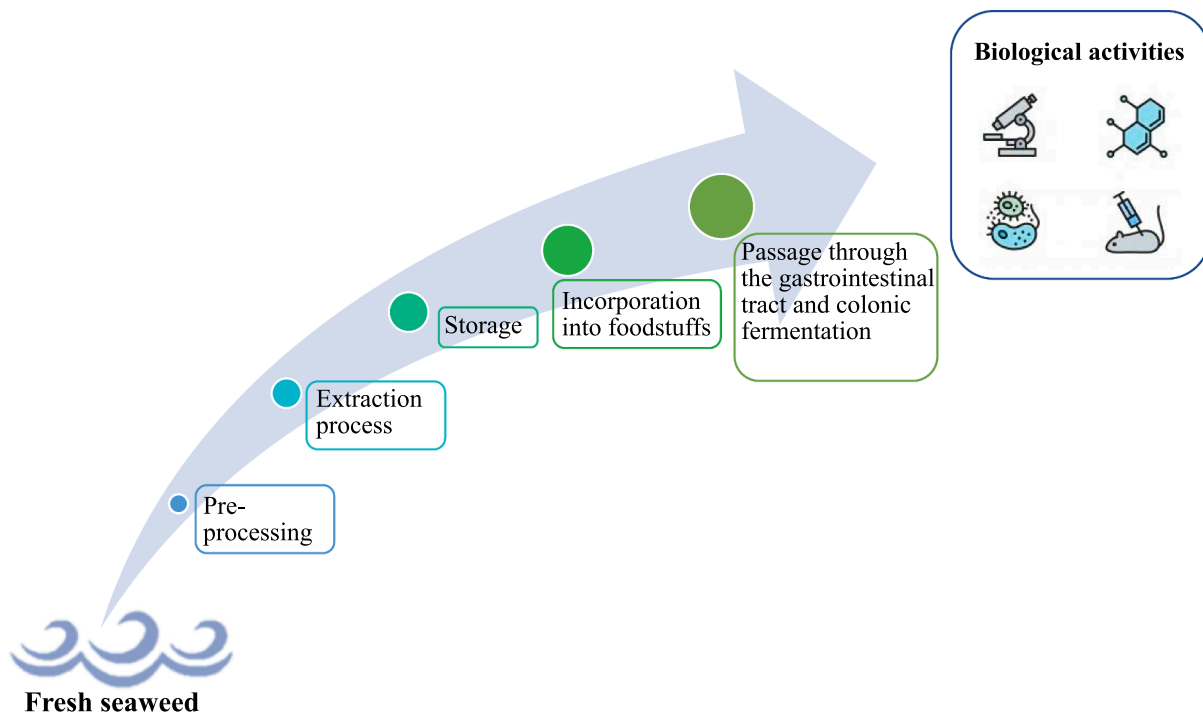 Biological activities
Passage through
the gastrointestinal
tract and colonic
fermentation
Incorporation
into foodstuffs
Storage
Extraction
process
Pre-
processing
Fresh seaweed